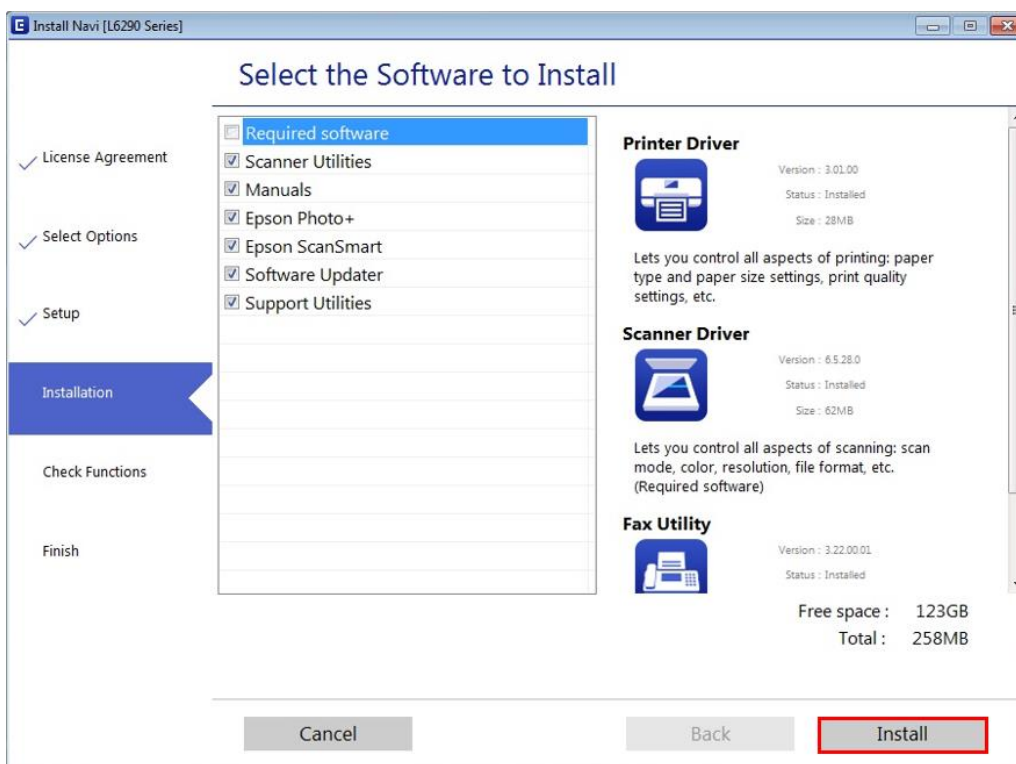 Install Navi [L6290 Series]
Select the Software to Install
License Agreement
Select Options
Setup
Installation
Check Functions
Finish
Required software
Scanner Utilities
Manuals
Epson Photo+
Epson ScanSmart
Software Updater
Support Utilities
Printer Driver
Version : 3.01.00
Status : Installed
Size : 28MB
Lets you control all aspects of printing: paper
type and paper size settings, print quality
settings, etc.
Scanner Driver
Version : 6.5.28.0
Status : Installed
Size : 62MB
Lets you control all aspects of scanning: scan
mode, color, resolution, file format, etc.
(Required software)
Fax Utility
Version : 3.22.00.01
Status : Installed
Free space : 123GB
Total : 258MB
Cancel
Back
Install